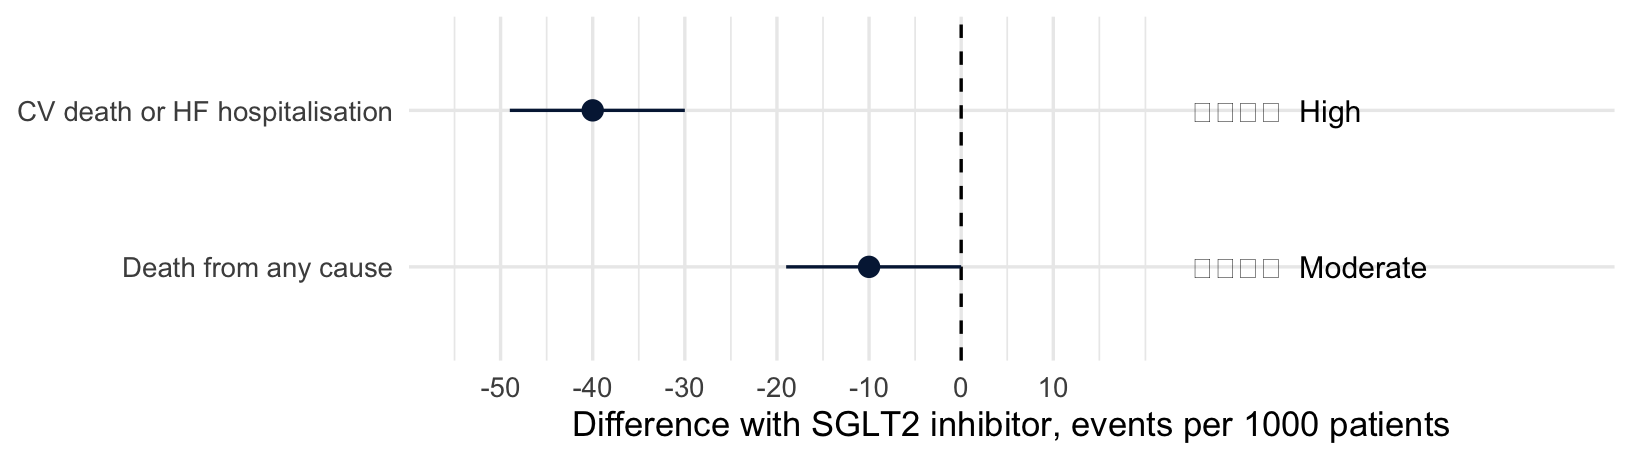 CV death or HF hospitalisation
High
Death from any cause
Moderate
-50 -40 -30 -20 -10 0 10
Difference with SGLT2 inhibitor, events per 1000 patients